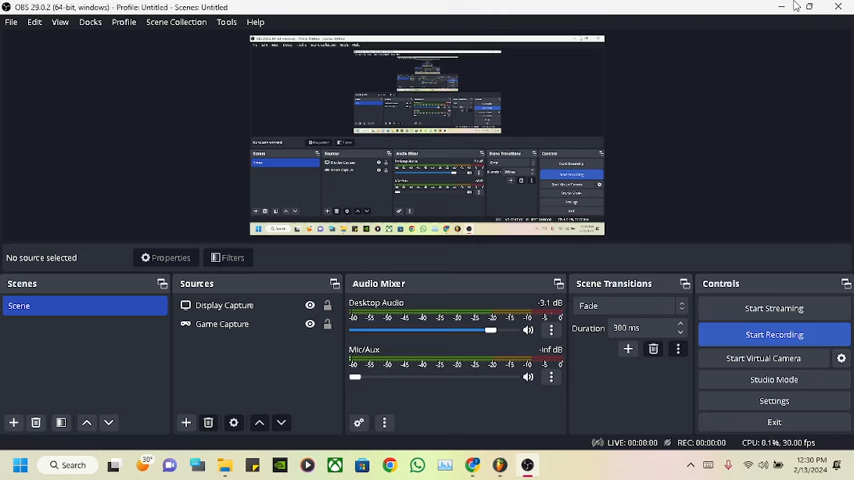 OBS 29.0.2 (64-bit, windows) - Profile: Untitled - Scenes: Untitled
File Edit View Docks Profile Scene Collection Tools Help
No source selected
Properties
Filters
Scenes
Scene
Sources
Display Capture
Game Capture
Audio Mixer
Desktop Audio -3.1 dB
-60 -55 -50 -45 -40 -35 -30 -25 -20 -15 -10 -5 0
Mic/Aux -inf dB
-60 -55 -50 -45 -40 -35 -30 -25 -20 -15 -10 -5 0
Scene Transitions
Fade
Duration 300 ms
Controls
Start Streaming
Start Recording
Start Virtual Camera
Studio Mode
Settings
Exit
LIVE: 00:00:00 REC: 00:00:00 CPU: 0.1%, 30.00 fps
Search
30°
12:30 PM
2/13/2024